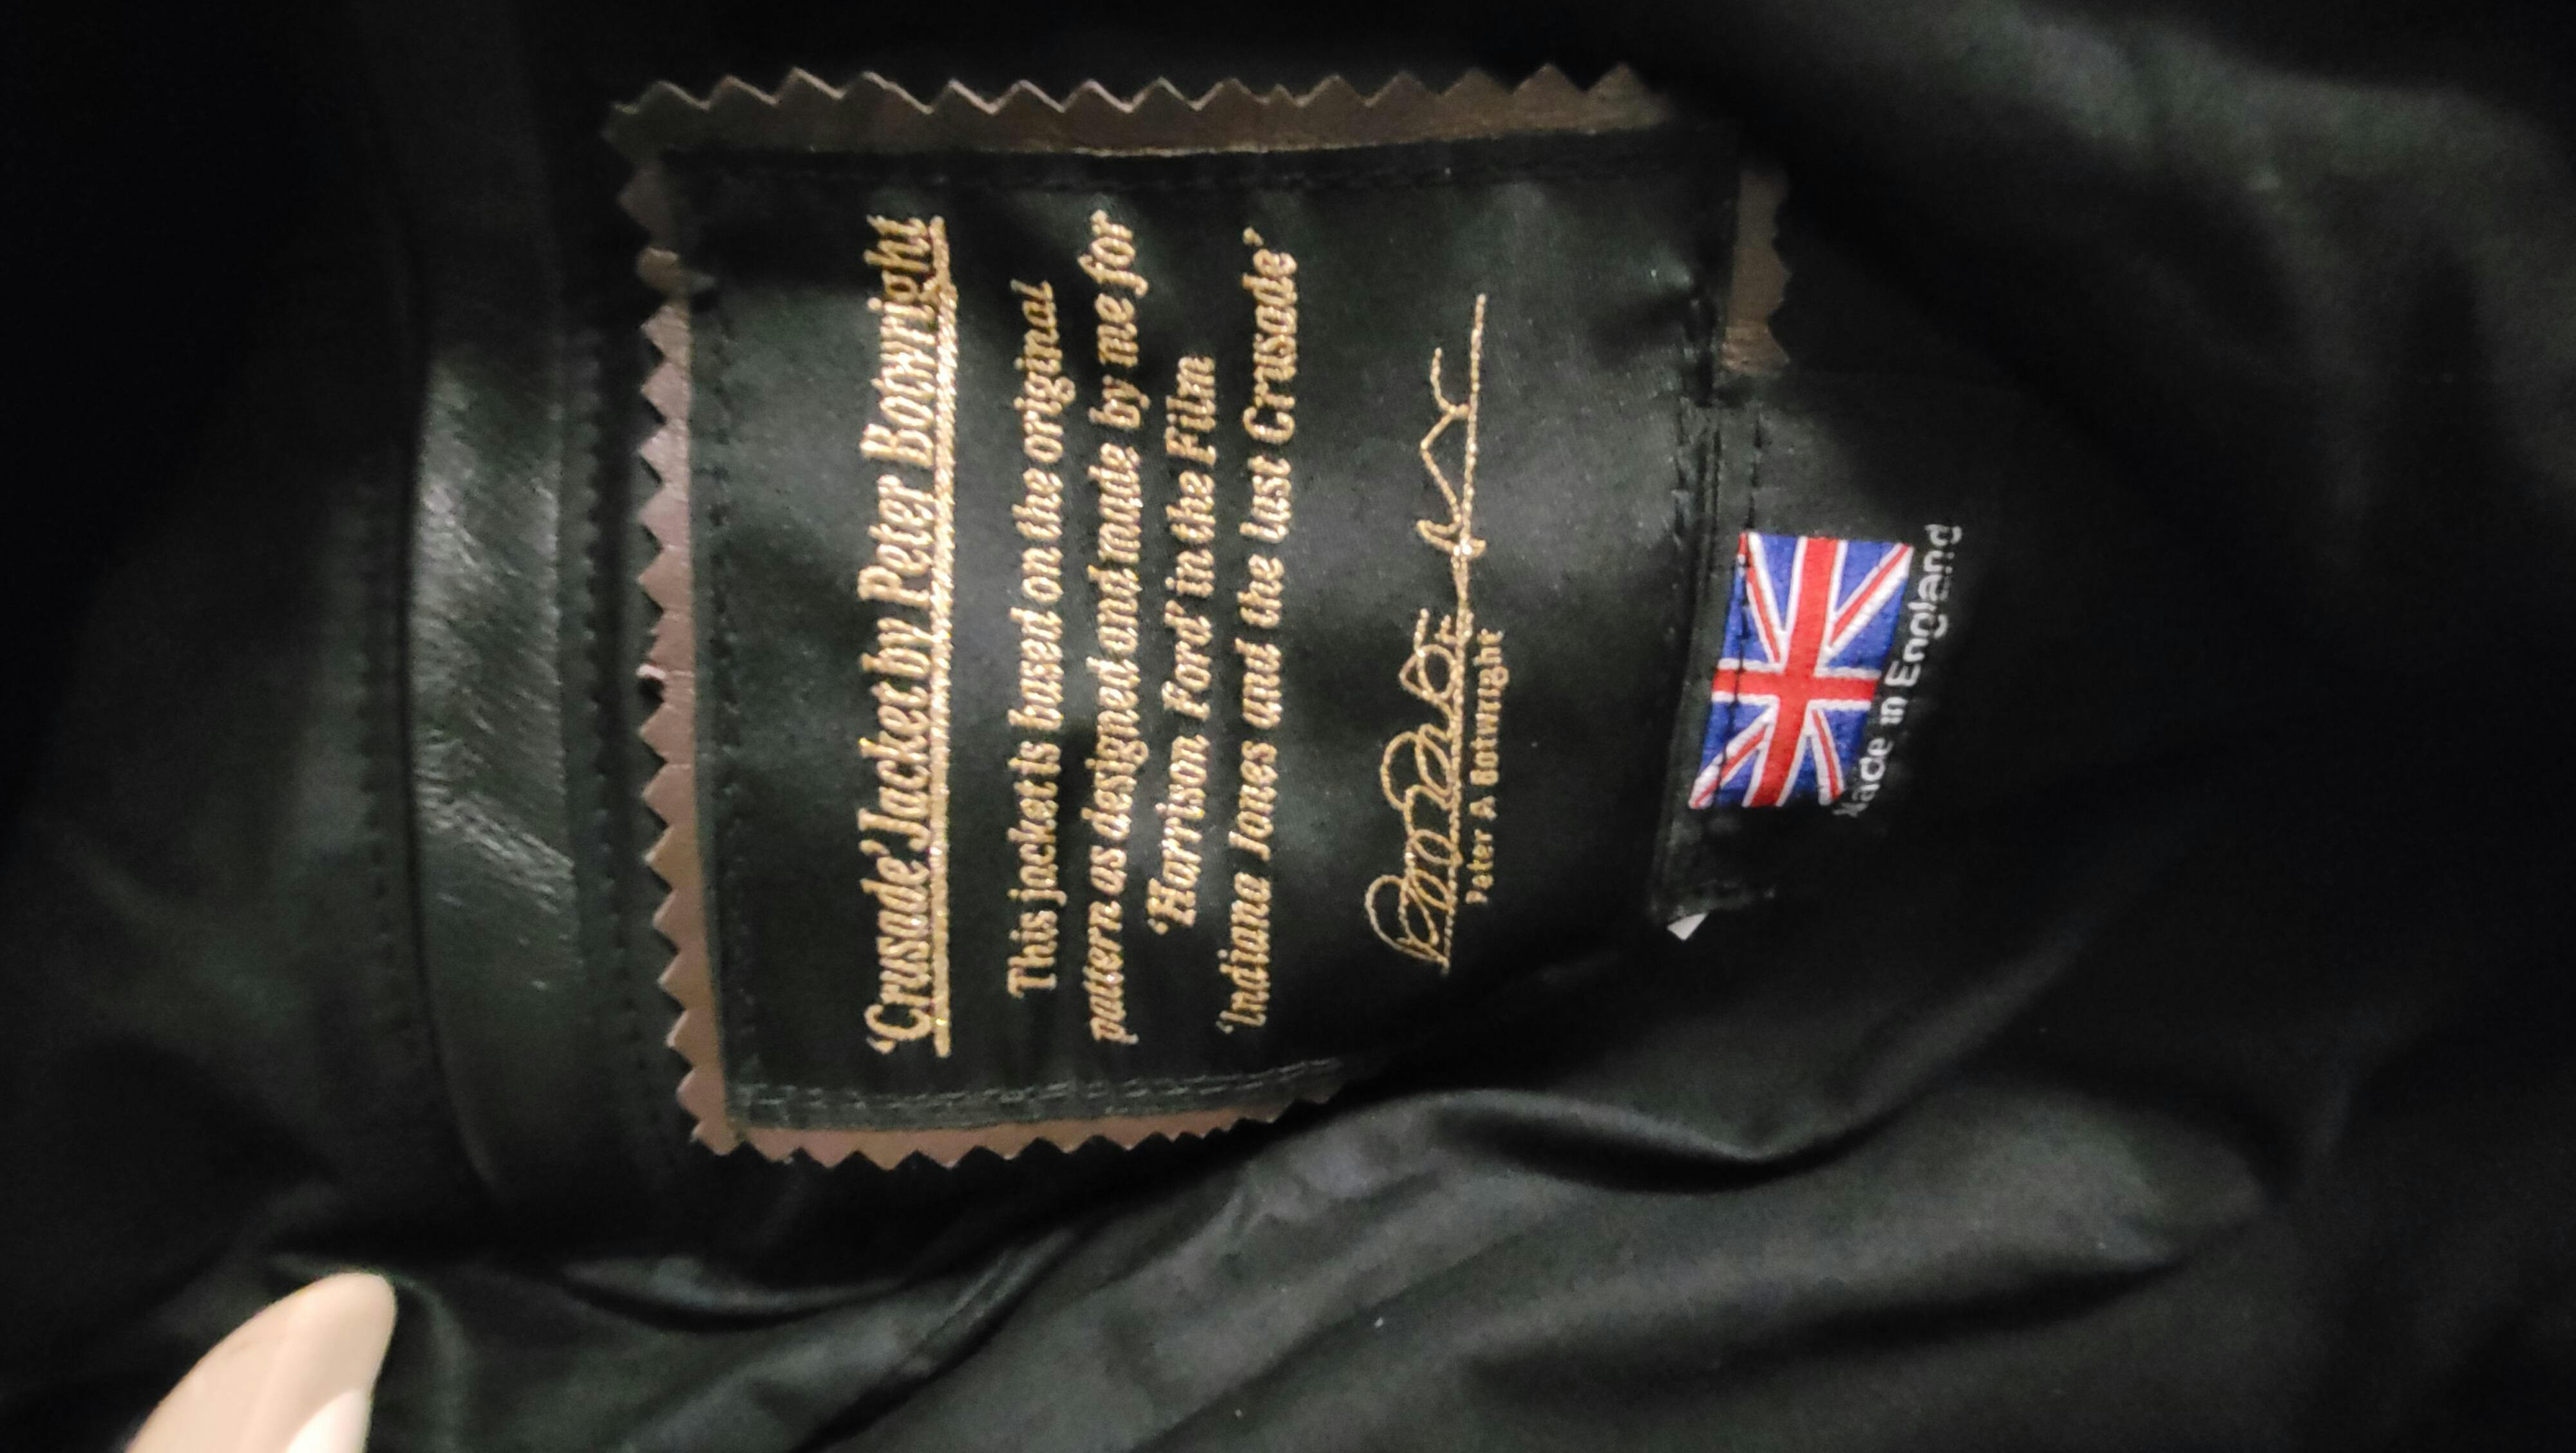 'Crusade' Jacket by Peter Botwright
This jacket is based on the original
pattern as designed and made by me for
'Harrison Ford' in the Film
'Indiana Jones and the last Crusade'
Peter A Botwright
Made in England